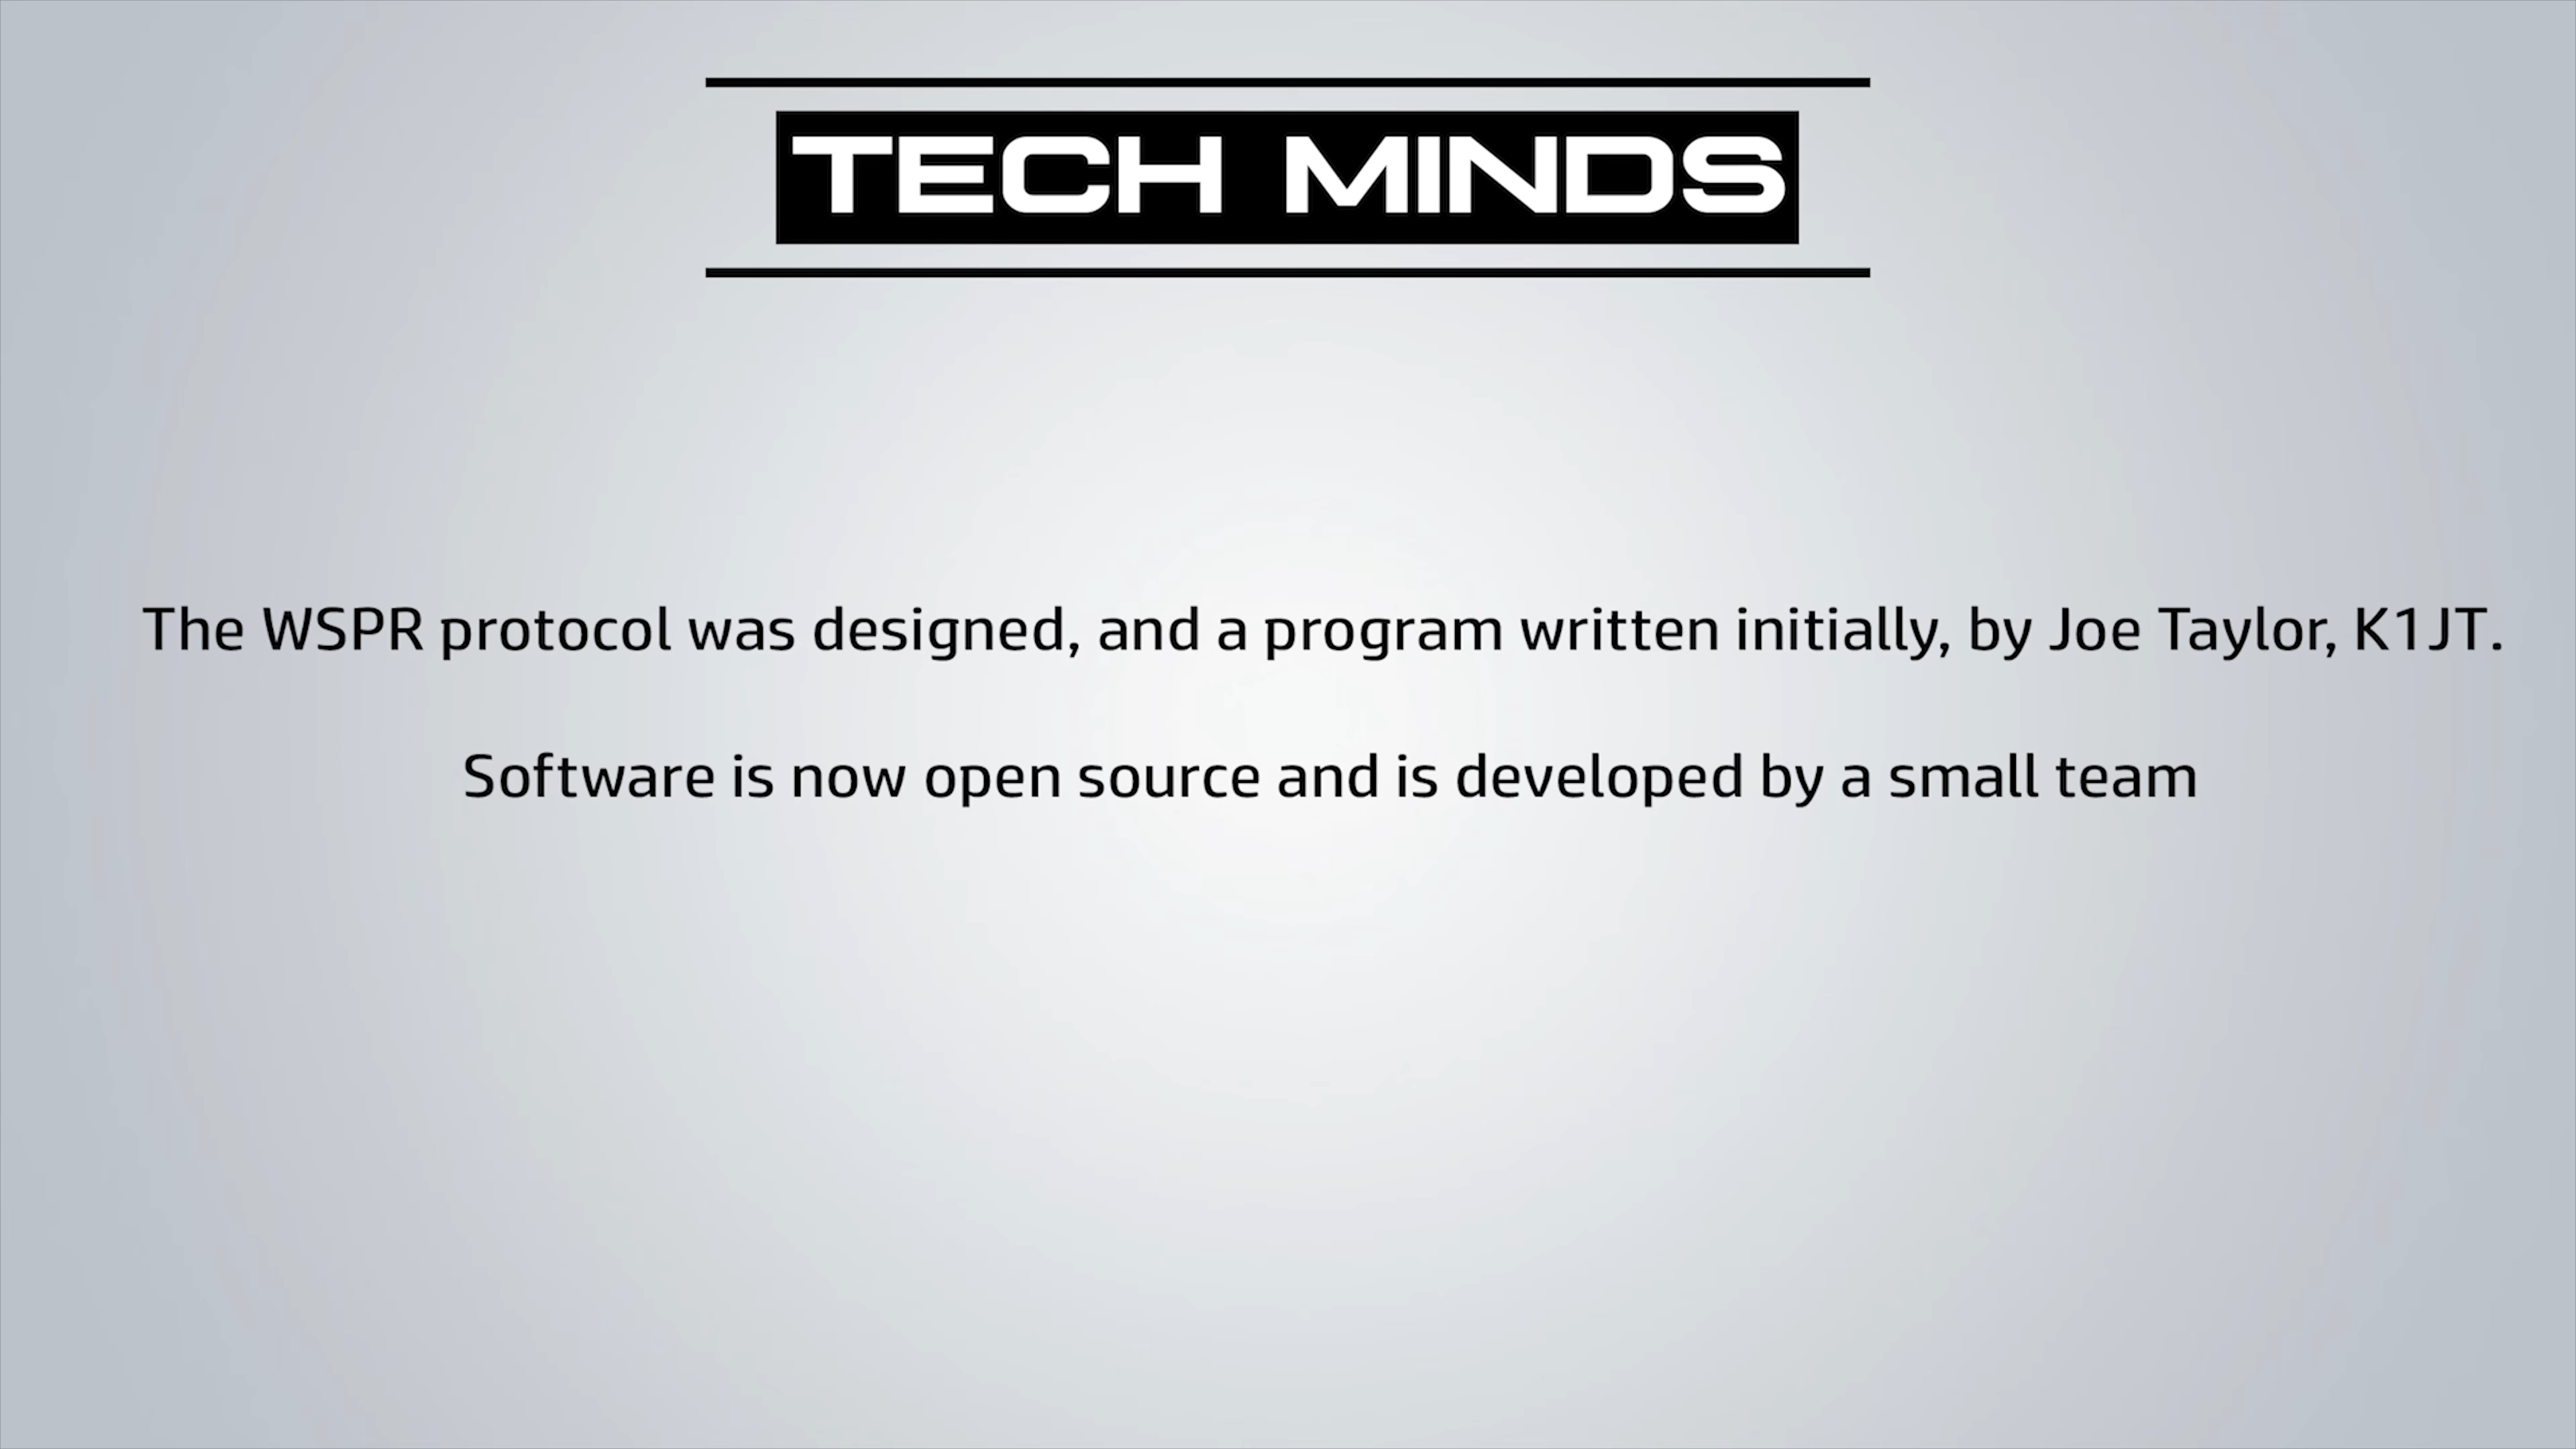 TECH MINDS
The WSPR protocol was designed, and a program written initially, by Joe Taylor, K1JT.
Software is now open source and is developed by a small team